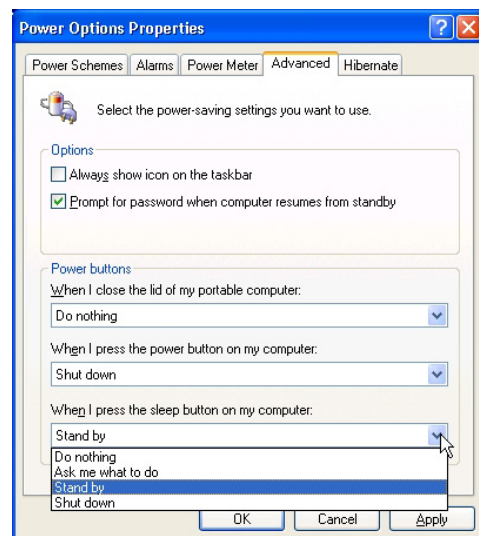 Power Options Properties
Power Schemes Alarms Power Meter Advanced Hibernate
Select the power-saving settings you want to use.
Options
Always show icon on the taskbar
Prompt for password when computer resumes from standby
Power buttons
When I close the lid of my portable computer:
Do nothing
When I press the power button on my computer:
Shut down
When I press the sleep button on my computer:
Stand by
Do nothing
Ask me what to do
Stand by
Shut down
OK Cancel Apply